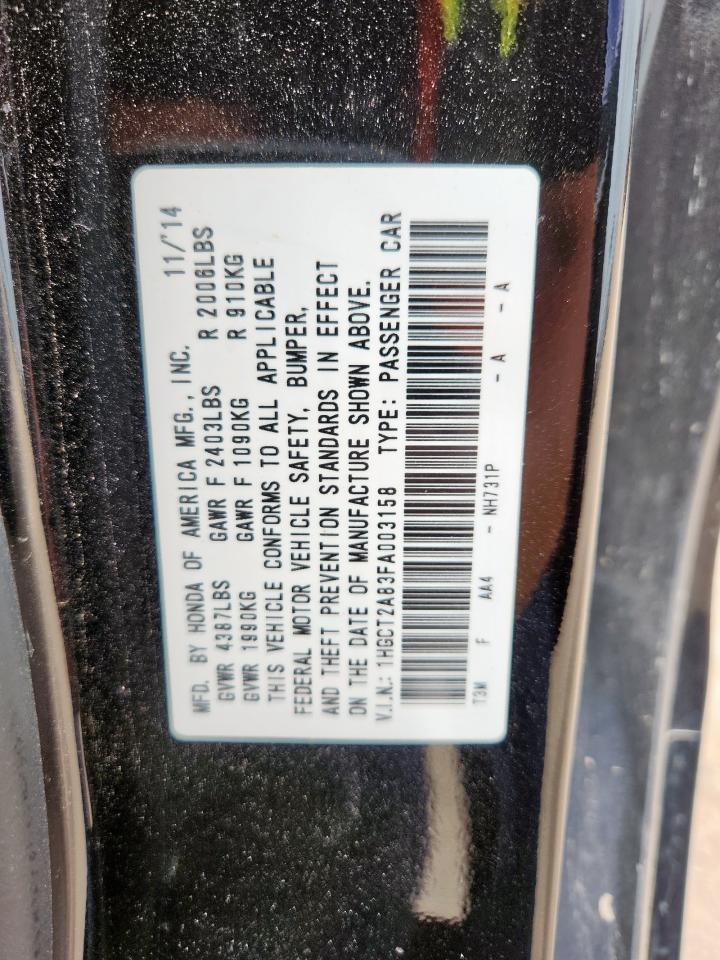 MFD. BY HONDA OF AMERICA MFG., INC. 11/'14
GVWR 4387LBS GAWR F 2403LBS R 2006LBS
GVWR 1990KG GAWR F 1090KG R 910KG
THIS VEHICLE CONFORMS TO ALL APPLICABLE
FEDERAL MOTOR VEHICLE SAFETY, BUMPER,
AND THEFT PREVENTION STANDARDS IN EFFECT
ON THE DATE OF MANUFACTURE SHOWN ABOVE.
V.I.N.: 1HGCT2A83FA003158 TYPE: PASSENGER CAR
T3M F AA4 - NH731P - A - A